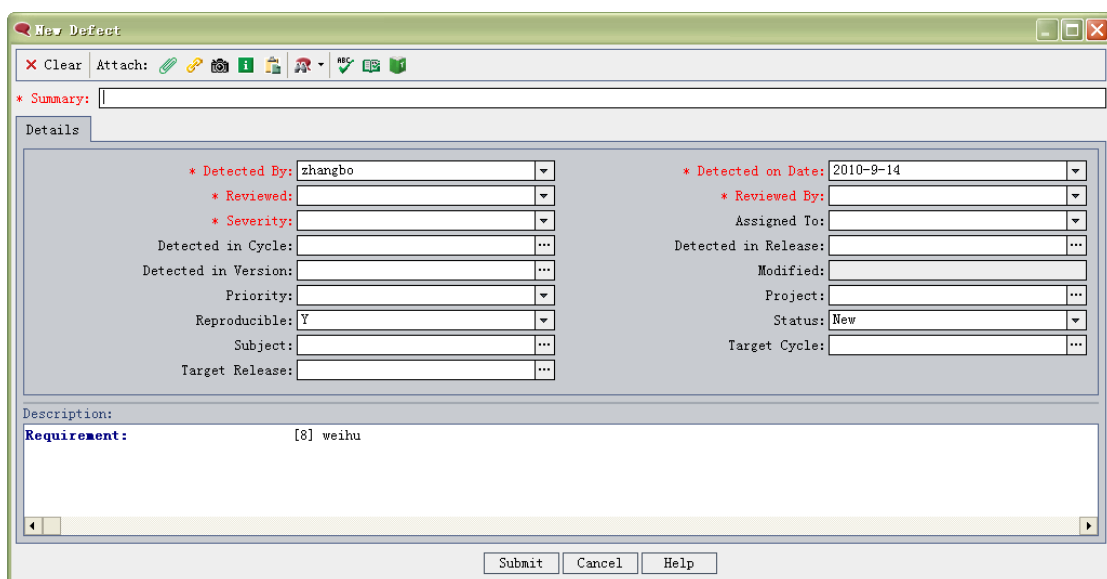 New Defect
Clear Attach:
* Summary:
Details
* Detected By: zhangbo * Detected on Date: 2010-9-14
* Reviewed: * Reviewed By:
* Severity: Assigned To:
Detected in Cycle: ... Detected in Release: ...
Detected in Version: ... Modified:
Priority: Project: ...
Reproducible: Y Status: New
Subject: ... Target Cycle: ...
Target Release: ...
Description:
Requirement: [8] weihu
Submit Cancel Help